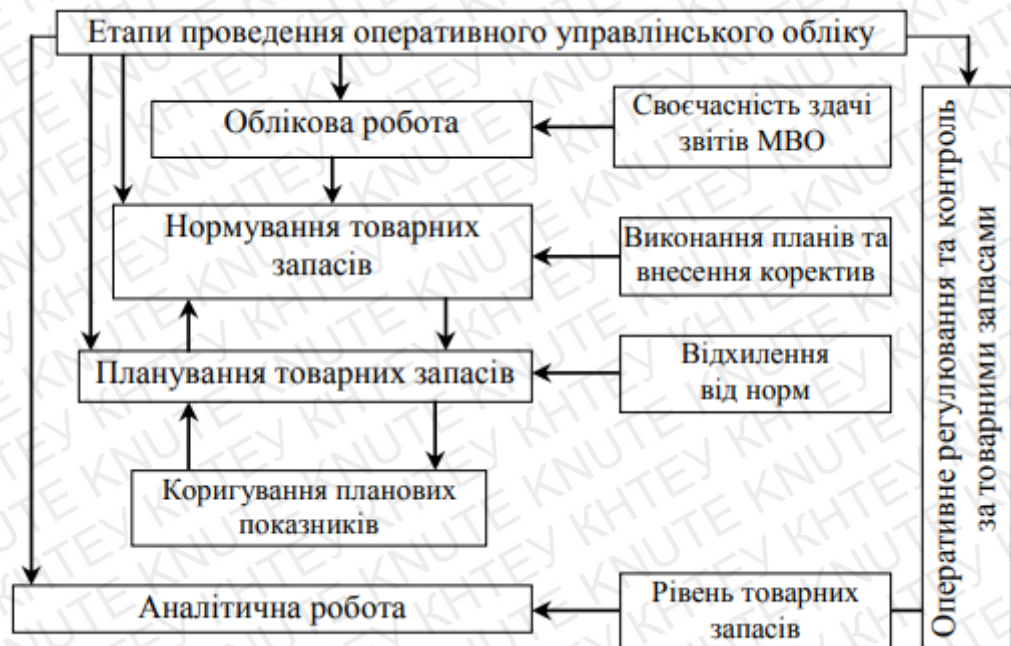 Етапи проведення оперативного управлінського обліку
Облікова робота
Своєчасність здачі
звітів МВО
Нормування товарних
запасів
Виконання планів та
внесення коректив
Планування товарних запасів
Відхилення
від норм
Коригування планових
показників
Аналітична робота
Рівень товарних
запасів
Оперативне регулювання та контроль
за товарними запасами
KHTEУ KNUTE